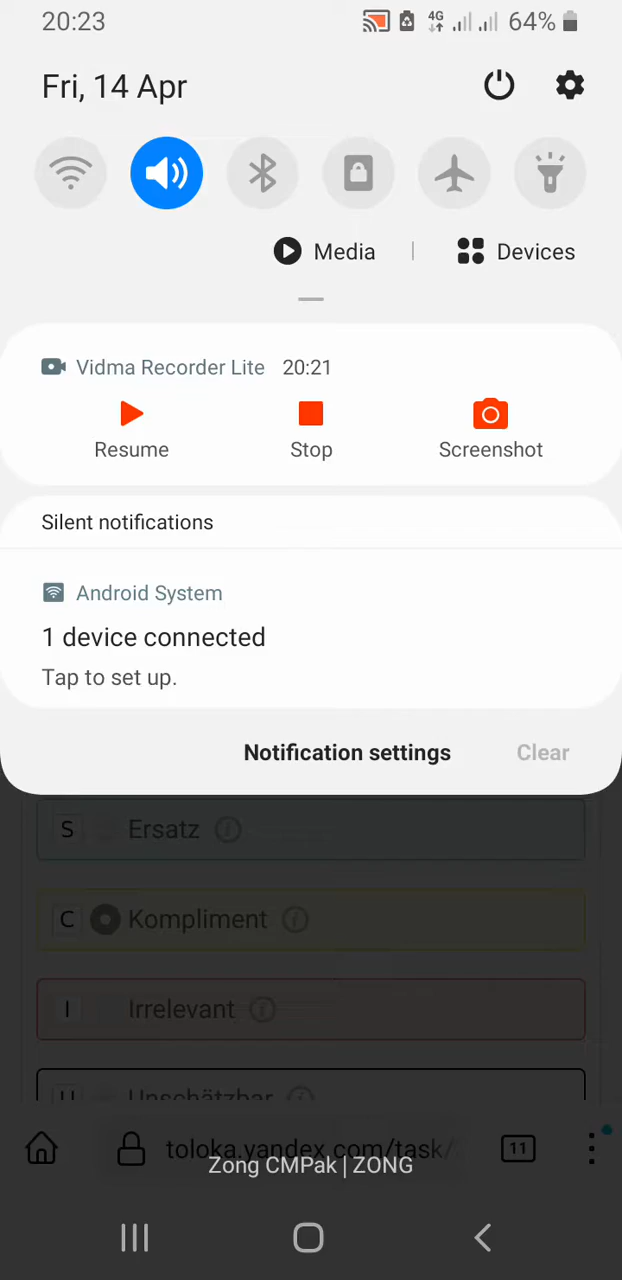 20:23 4G 64%
Fri, 14 Apr
Media | Devices
Vidma Recorder Lite 20:21
Resume Stop Screenshot
Silent notifications
Android System
1 device connected
Tap to set up.
Notification settings Clear
S Ersatz i
C Kompliment i
I Irrelevant i
U Unschätzbar i
toloka.yandex.com/task/ 11
Zong CMPak | ZONG